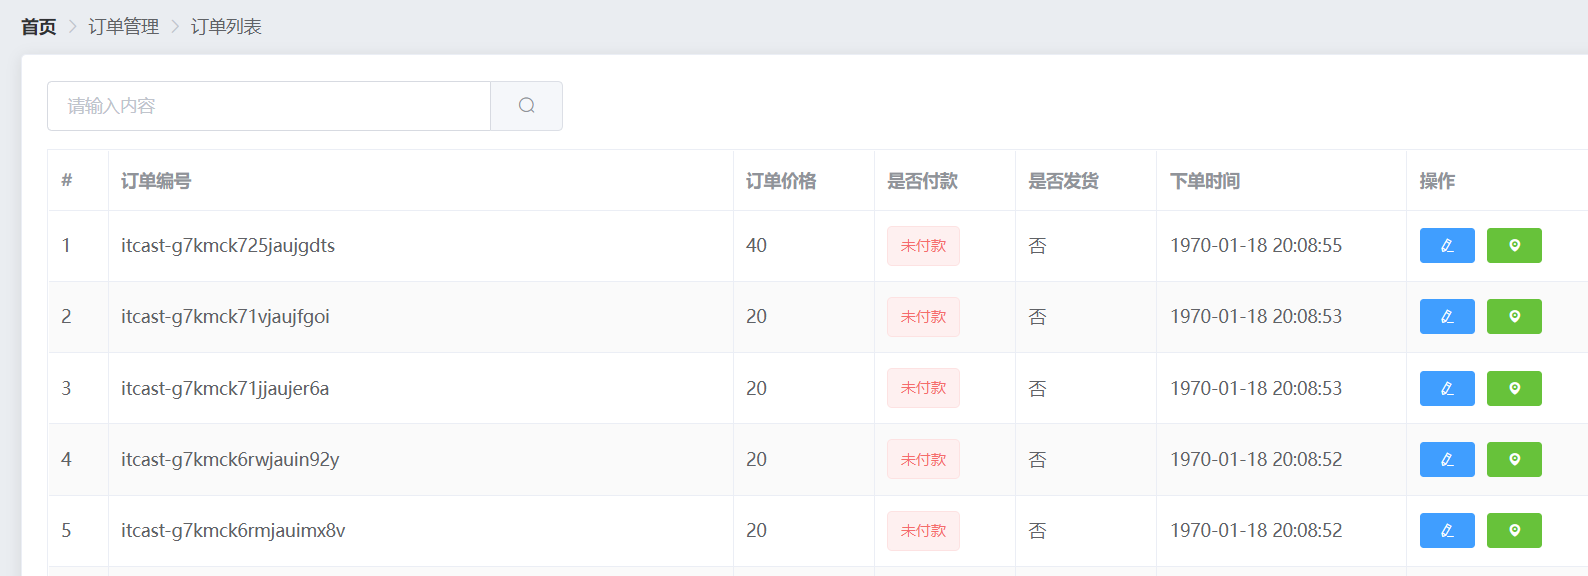 首页 > 订单管理 > 订单列表
请输入内容
# 订单编号 订单价格 是否付款 是否发货 下单时间 操作
1 itcast-g7kmck725jaujgdts 40 未付款 否 1970-01-18 20:08:55
2 itcast-g7kmck71vjaujfgoi 20 未付款 否 1970-01-18 20:08:53
3 itcast-g7kmck71jjaujer6a 20 未付款 否 1970-01-18 20:08:53
4 itcast-g7kmck6rwjauin92y 20 未付款 否 1970-01-18 20:08:52
5 itcast-g7kmck6rmjauimx8v 20 未付款 否 1970-01-18 20:08:52